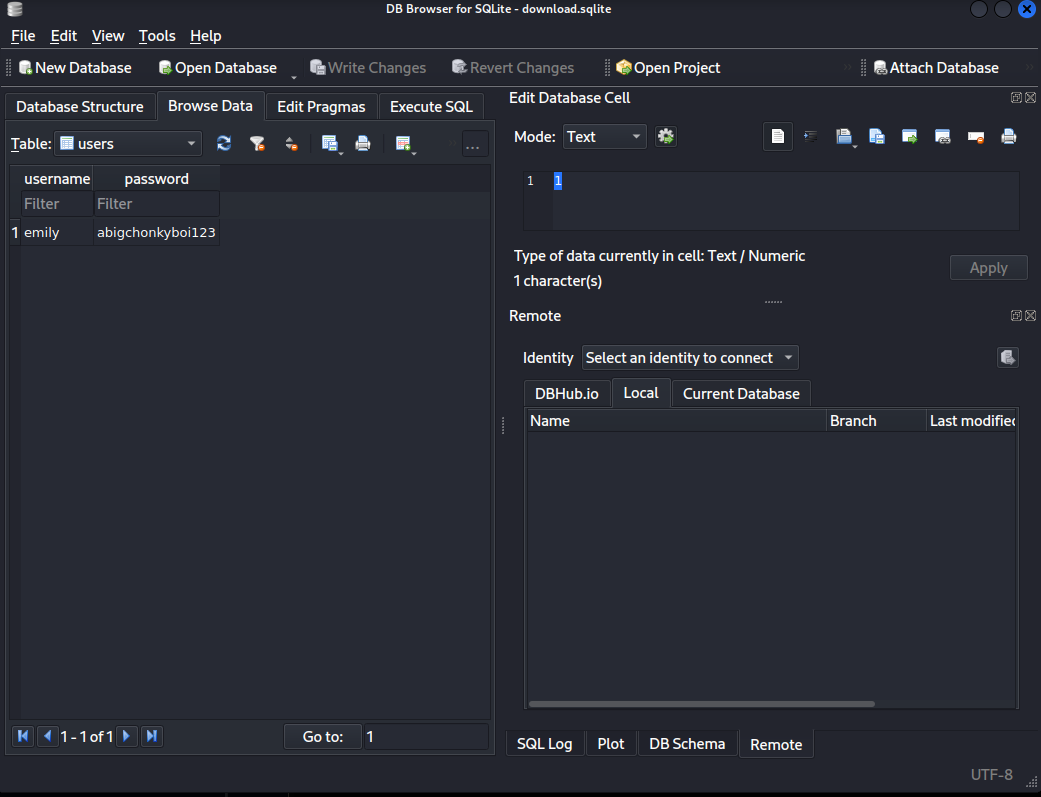 DB Browser for SQLite - download.sqlite
File Edit View Tools Help
New Database Open Database Write Changes Revert Changes Open Project » Attach Database »
Database Structure Browse Data Edit Pragmas Execute SQL
Table: users ...
username password
Filter Filter
1 emily abigchonkyboi123
1 - 1 of 1 Go to: 1
Edit Database Cell
Mode: Text
1 1
Type of data currently in cell: Text / Numeric
1 character(s)
Apply
Remote
Identity Select an identity to connect
DBHub.io Local Current Database
Name Branch Last modified
SQL Log Plot DB Schema Remote
UTF-8